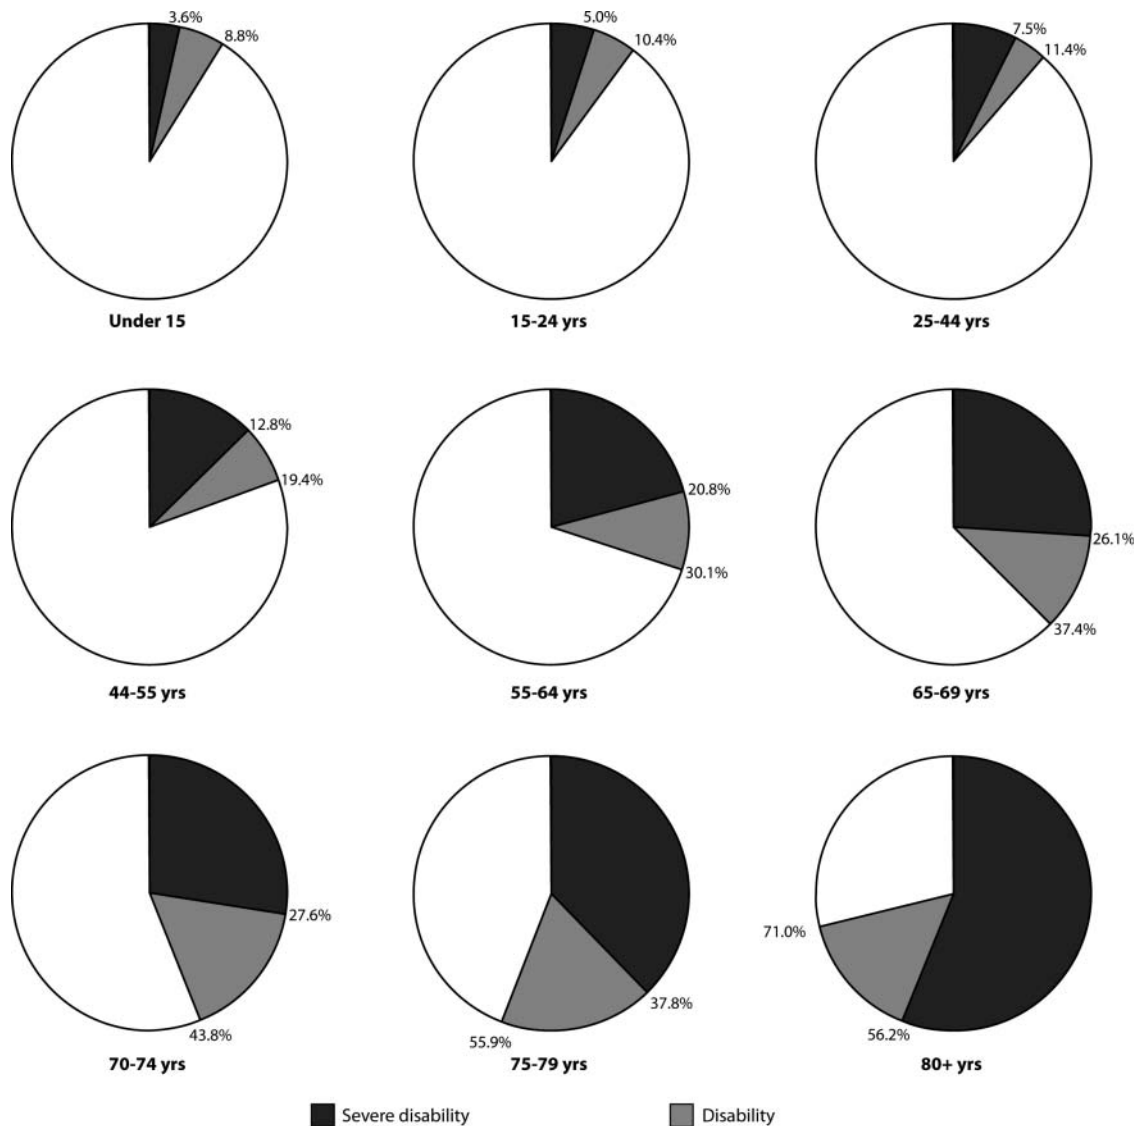 3.6%
8.8%
5.0%
10.4%
7.5%
11.4%
Under 15
15-24 yrs
25-44 yrs
12.8%
19.4%
20.8%
30.1%
26.1%
37.4%
44-55 yrs
55-64 yrs
65-69 yrs
27.6%
43.8%
37.8%
55.9%
71.0%
56.2%
70-74 yrs
75-79 yrs
80+ yrs
Severe disability
Disability